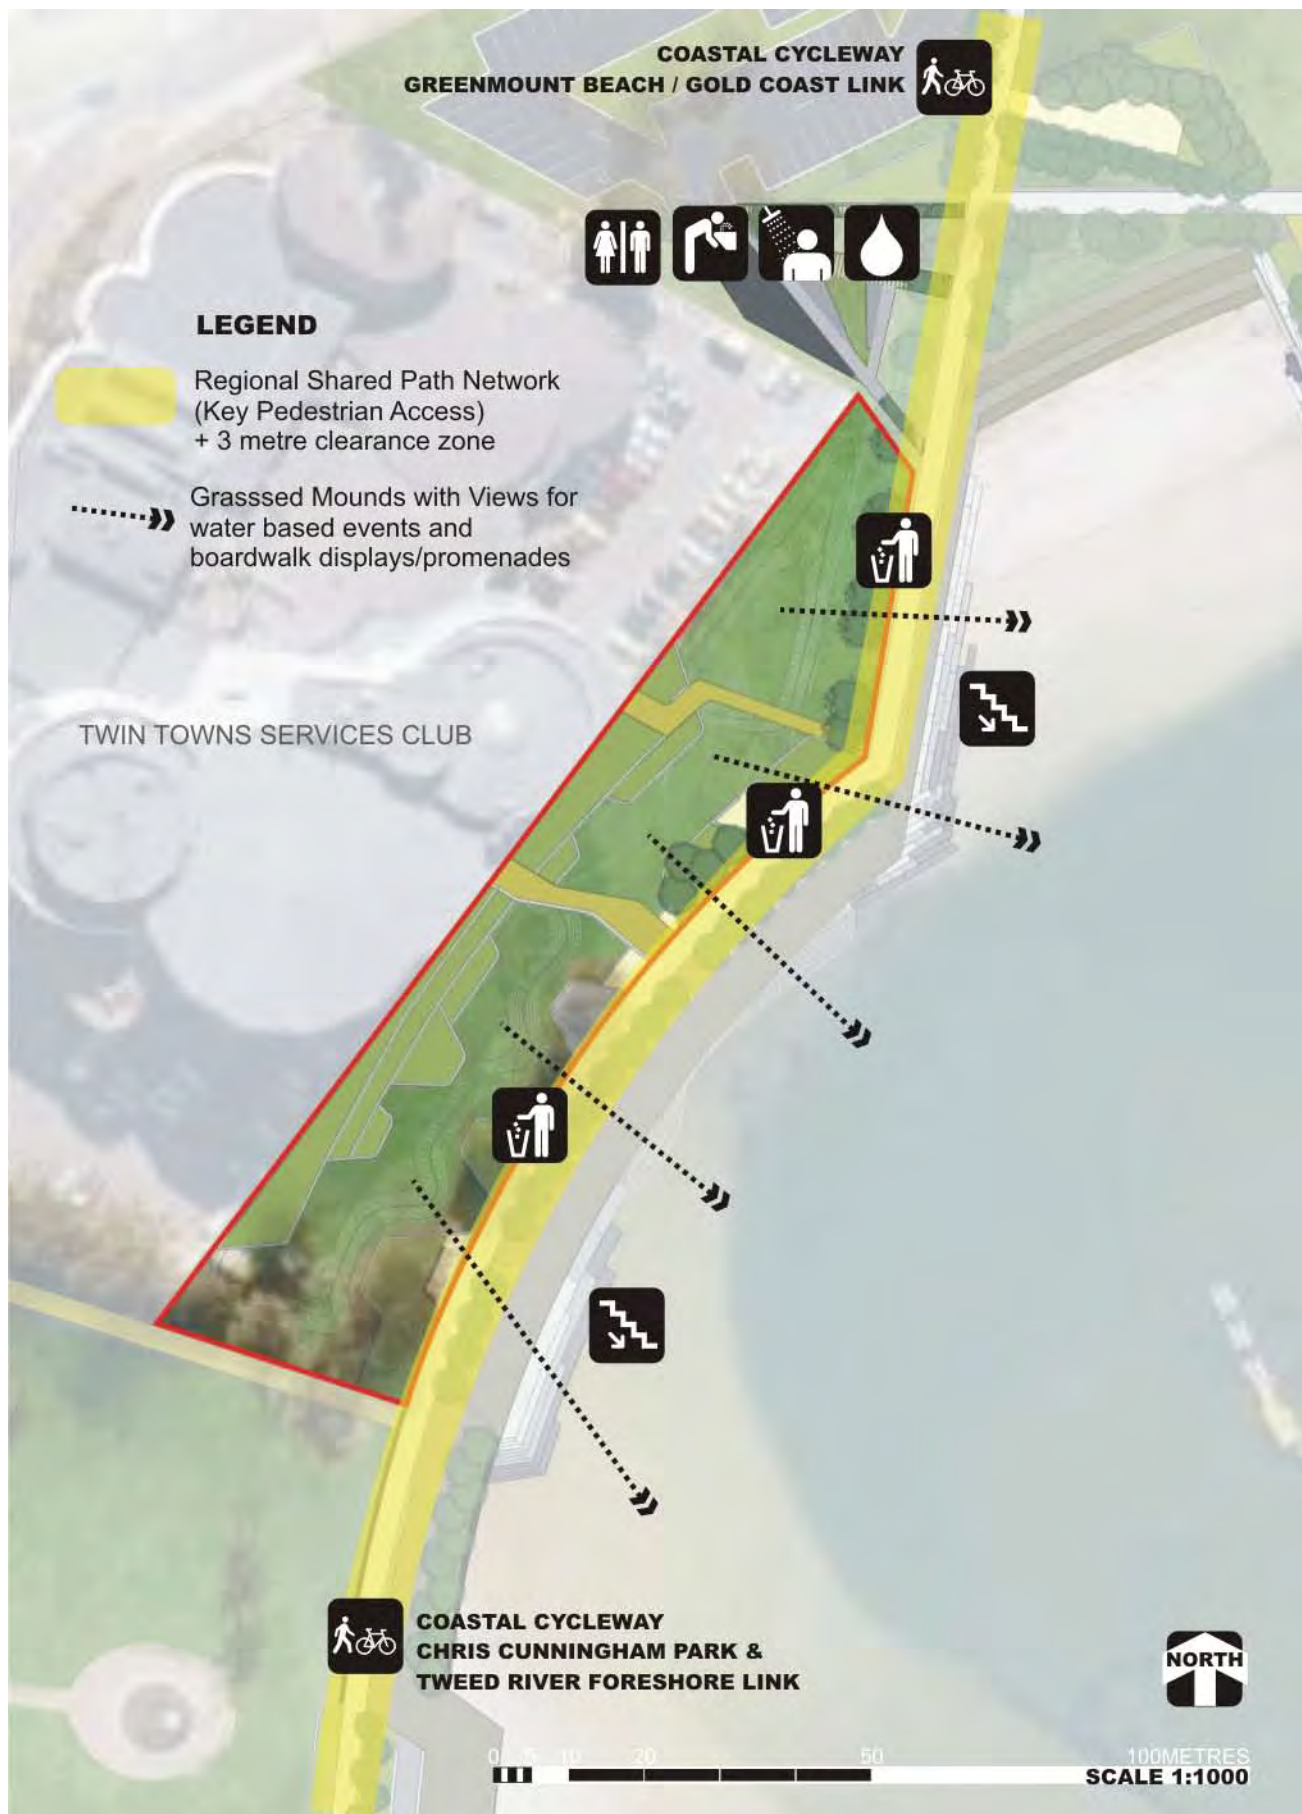 COASTAL CYCLEWAY
GREENMOUNT BEACH / GOLD COAST LINK
LEGEND
Regional Shared Path Network
(Key Pedestrian Access)
+ 3 metre clearance zone
Grasssed Mounds with Views for
water based events and
boardwalk displays/promenades
TWIN TOWNS SERVICES CLUB
COASTAL CYCLEWAY
CHRIS CUNNINGHAM PARK &
TWEED RIVER FORESHORE LINK
NORTH
0 5 10 20 50 100METRES
SCALE 1:1000